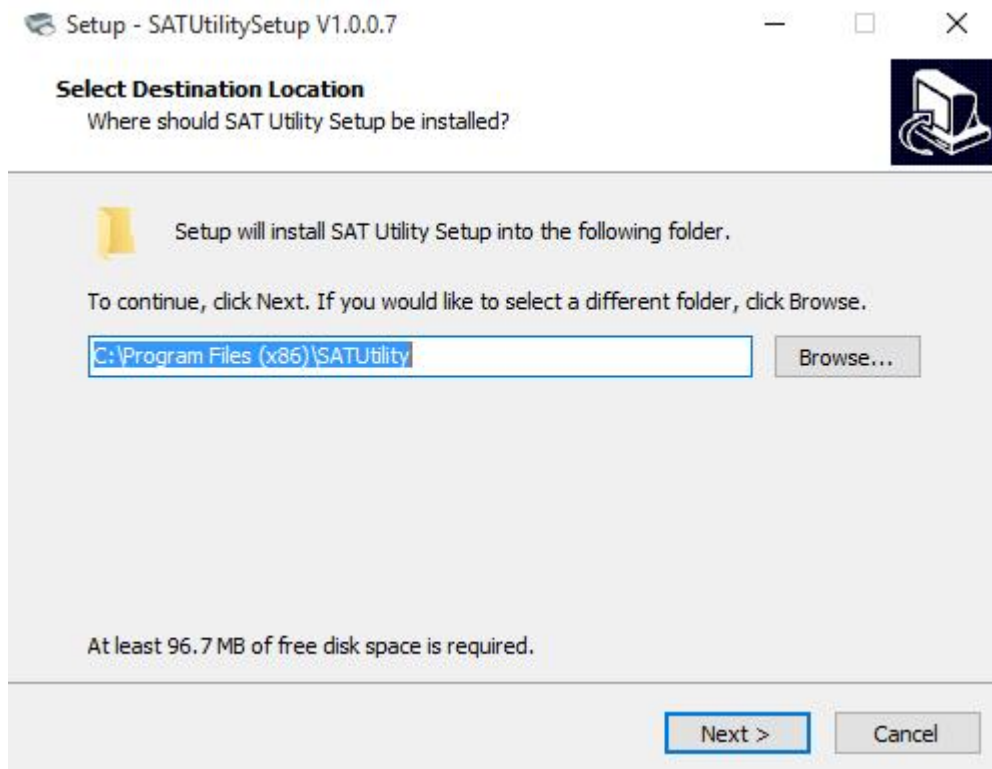 Setup - SATUtilitySetup V1.0.0.7
Select Destination Location
Where should SAT Utility Setup be installed?
Setup will install SAT Utility Setup into the following folder.
To continue, click Next. If you would like to select a different folder, click Browse.
C:\Program Files (x86)\SATUtility
Browse...
At least 96.7 MB of free disk space is required.
Next >
Cancel